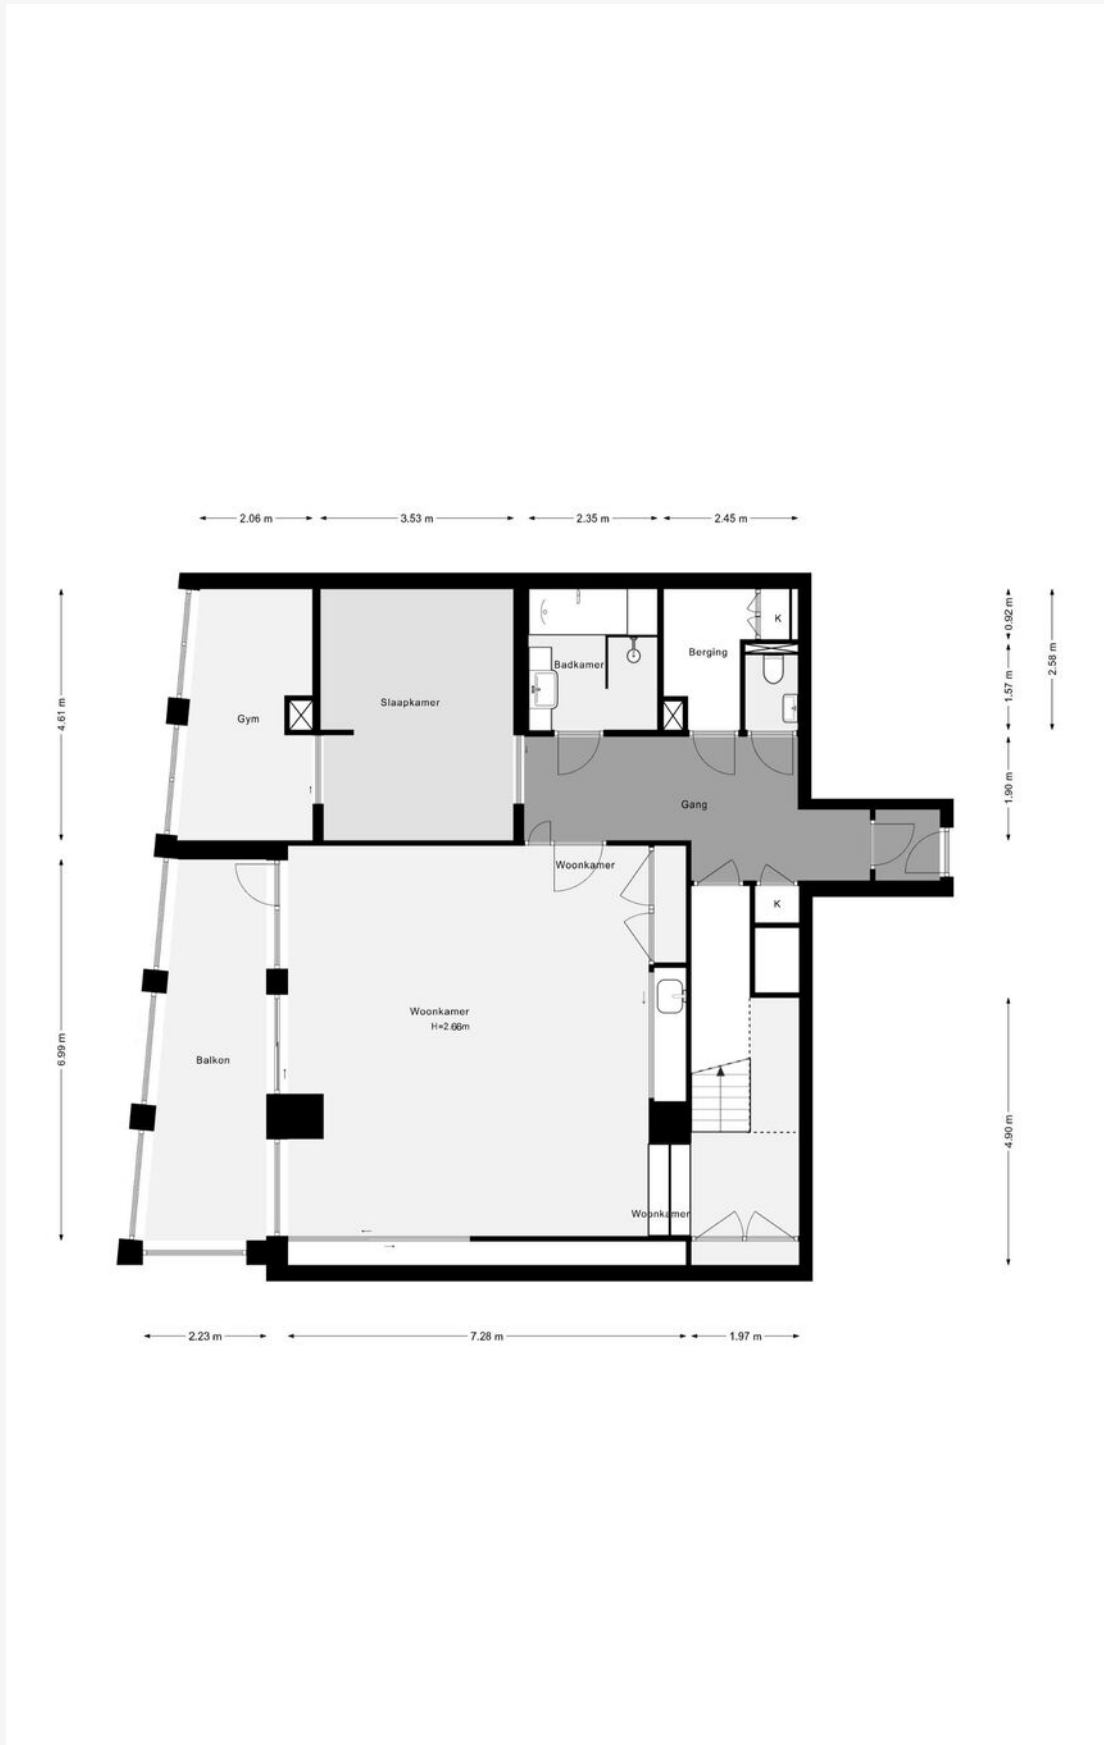 2.06 m
3.53 m
2.35 m
2.45 m
0.92 m
2.58 m
K
Berging
Badkamer
1.57 m
Slaapkamer
4.61 m
Gym
1.90 m
Gang
Woonkamer
K
Woonkamer
H=2.66m
6.99 m
Balkon
4.90 m
Woonkamer
2.23 m
7.28 m
1.97 m